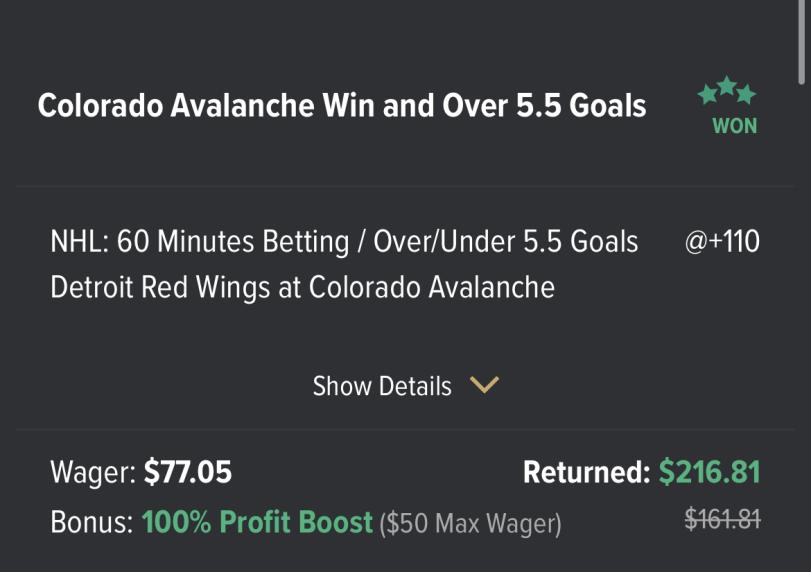 Colorado Avalanche Win and Over 5.5 Goals
WON
NHL: 60 Minutes Betting / Over/Under 5.5 Goals @+110
Detroit Red Wings at Colorado Avalanche
Show Details
Wager: $77.05 Returned: $216.81
Bonus: 100% Profit Boost ($50 Max Wager) $161.81